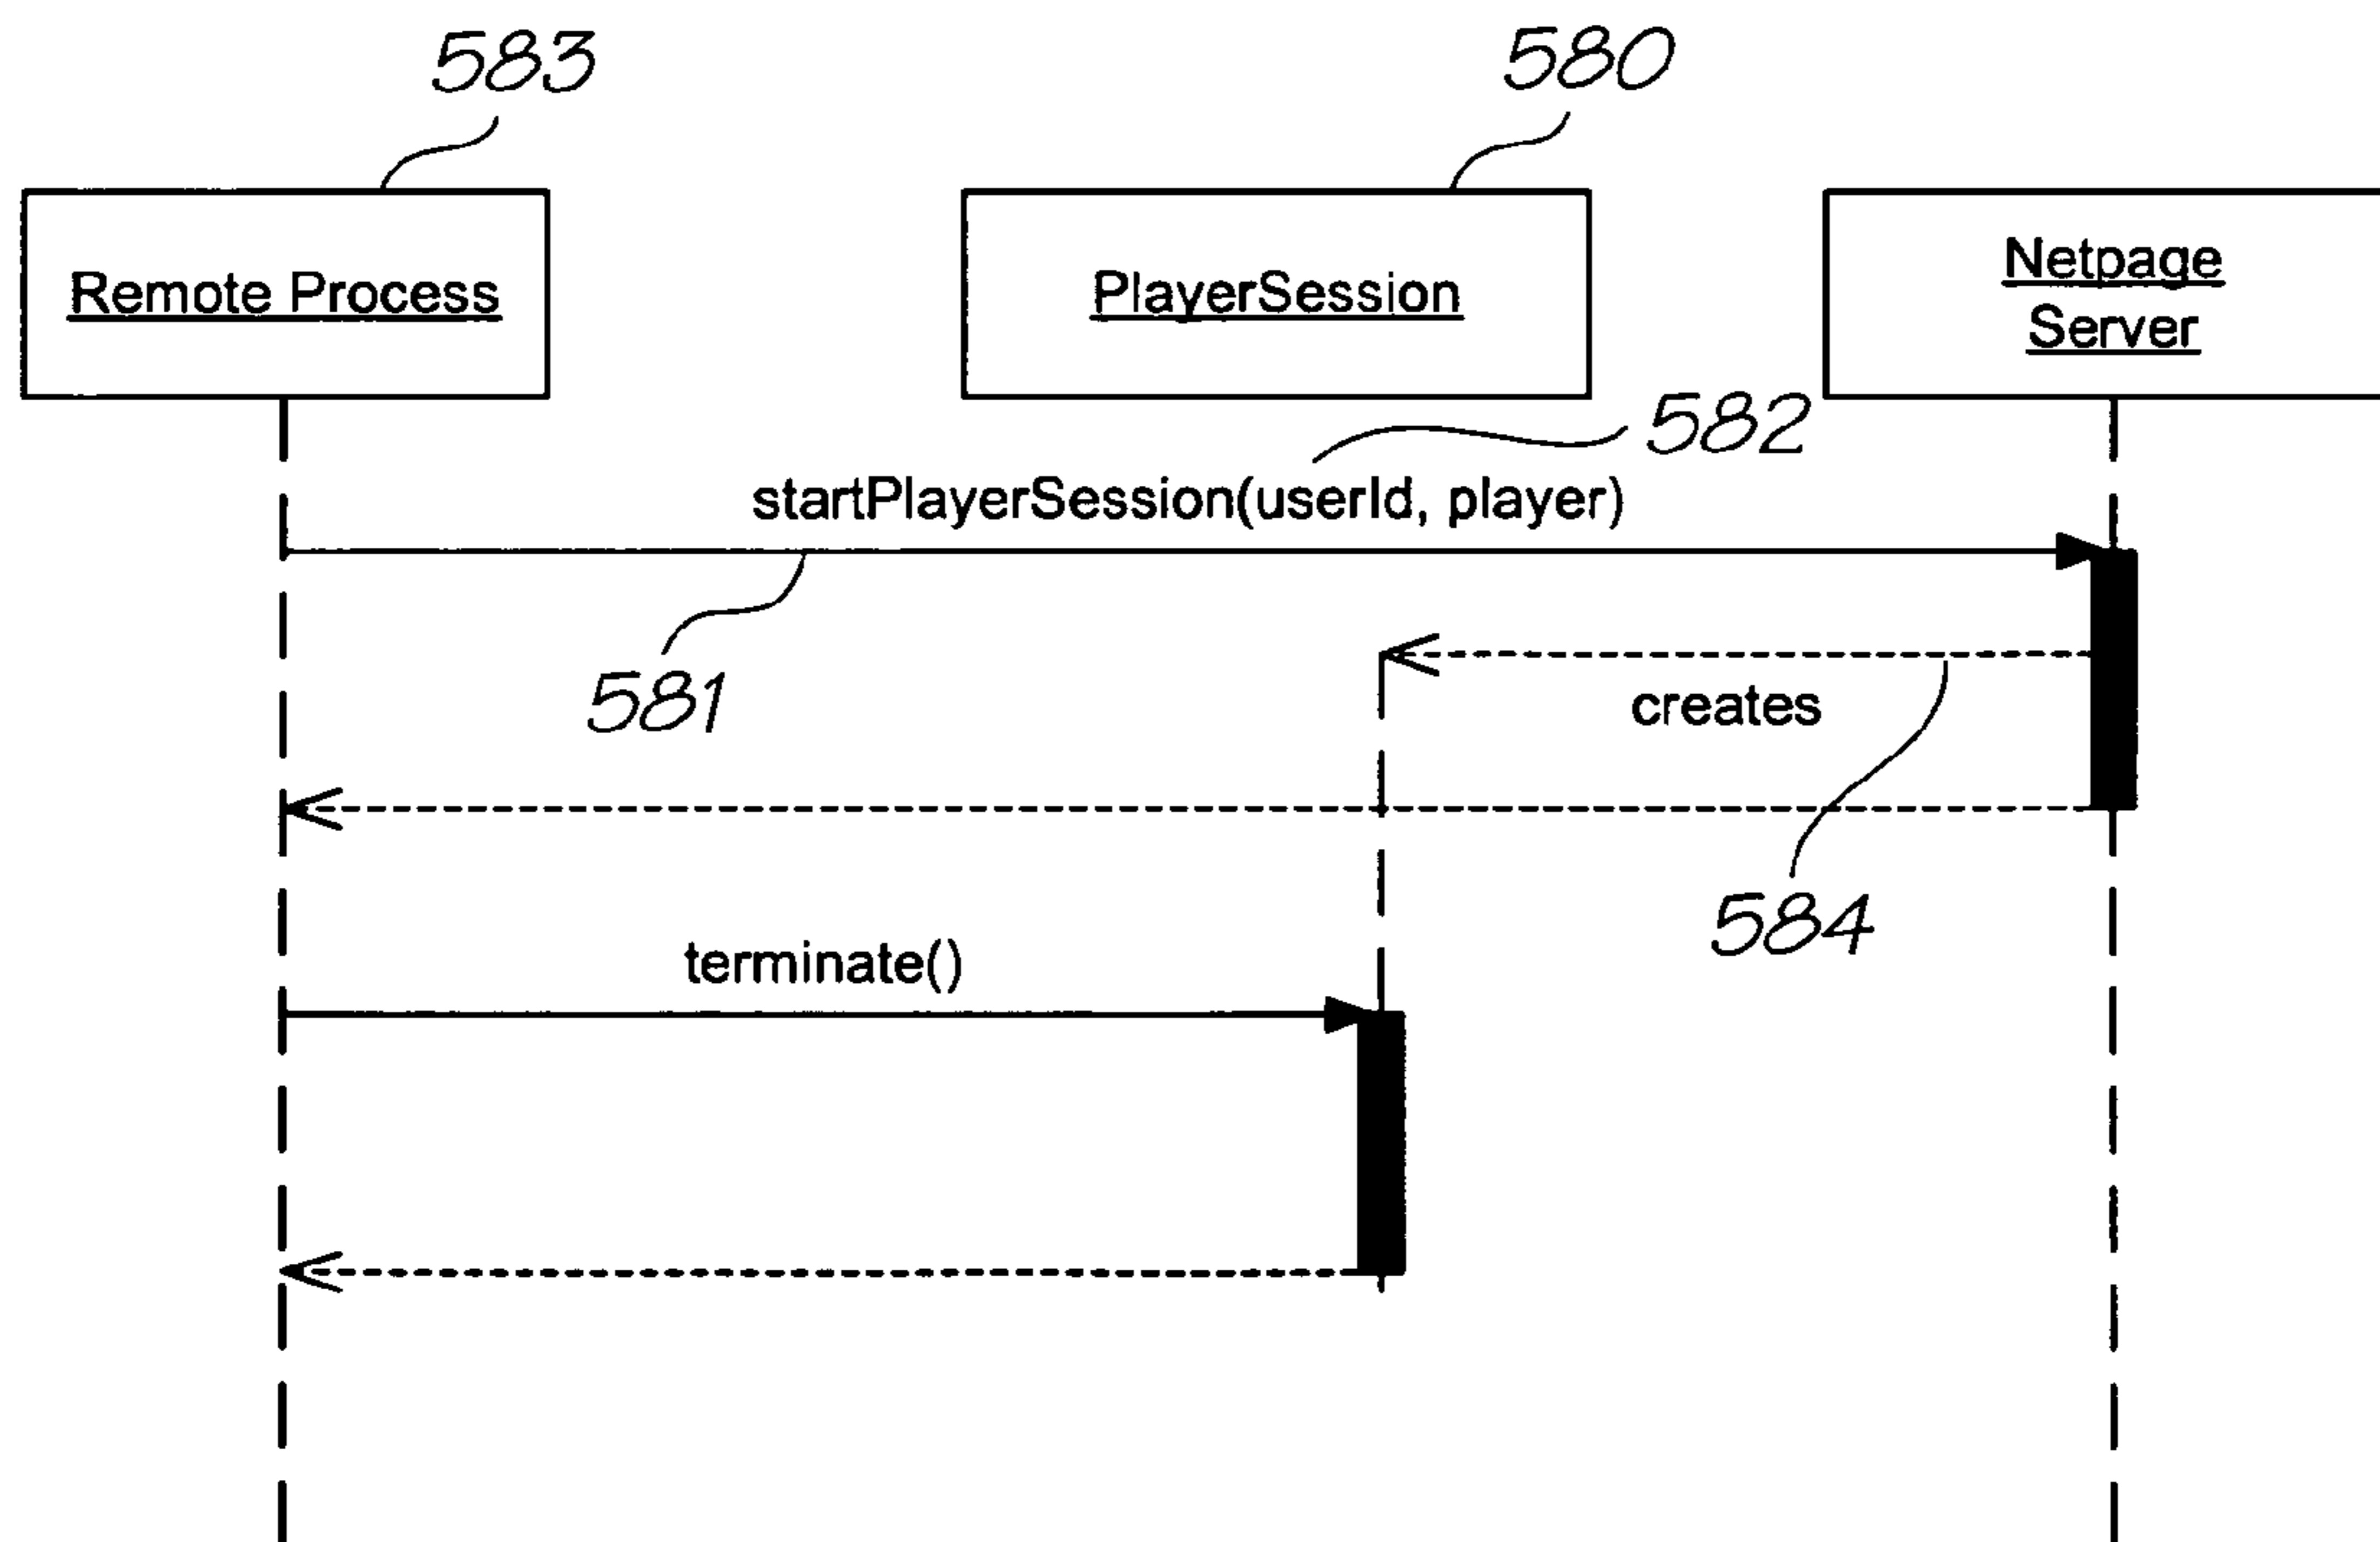 583
580
Remote Process
PlayerSession
Netpage
Server
582
startPlayerSession(userId, player)
581
creates
584
terminate()